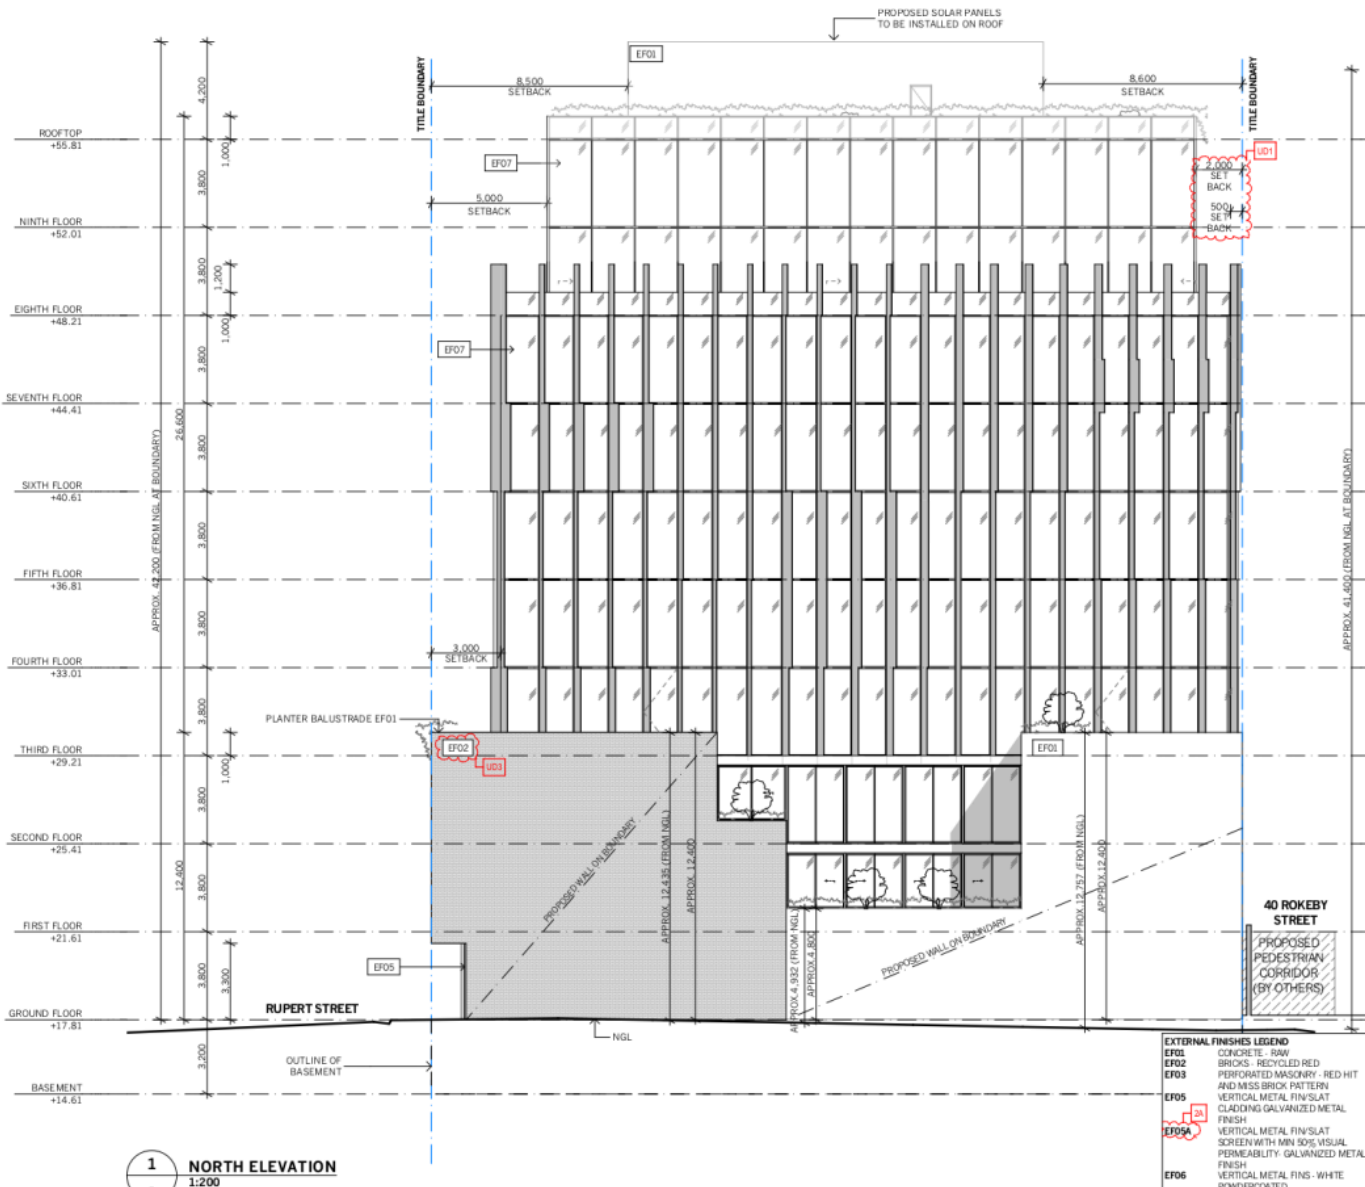 PROPOSED SOLAR PANELS
TO BE INSTALLED ON ROOF
EF01
TITLE BOUNDARY
TITLE BOUNDARY
8,500
SETBACK
8,600
SETBACK
4,200
ROOFTOP
+55.81
1,000
UD1
EF07
2,000
SET
BACK
3,800
5,000
SETBACK
500
SET
BACK
NINTH FLOOR
+52.01
3,800
1,200
EIGHTH FLOOR
+48.21
1,000
EF07
3,800
SEVENTH FLOOR
+44.41
26,600
3,800
APPROX. 42,200 (FROM NGL AT BOUNDARY)
APPROX. 41,400 (FROM NGL AT BOUNDARY)
SIXTH FLOOR
+40.61
3,800
FIFTH FLOOR
+36.81
3,800
3,000
SETBACK
FOURTH FLOOR
+33.01
3,800
PLANTER BALUSTRADE EF01
EF02
UD3
EF01
THIRD FLOOR
+29.21
1,000
3,800
SECOND FLOOR
+25.41
12,400
3,800
PROPOSED WALL ON BOUNDARY
APPROX. 12,435 (FROM NGL)
APPROX. 12,400
APPROX. 12,757 (FROM NGL)
APPROX. 12,400
FIRST FLOOR
+21.61
3,800
3,300
EF05
APPROX. 4,932 (FROM NGL)
APPROX. 4,800
PROPOSED WALL ON BOUNDARY
40 ROKEBY
STREET
PROPOSED
PEDESTRIAN
CORRIDOR
(BY OTHERS)
RUPERT STREET
GROUND FLOOR
+17.81
NGL
3,200
OUTLINE OF
BASEMENT
BASEMENT
+14.61
EXTERNAL FINISHES LEGEND
EF01 CONCRETE - RAW
EF02 BRICKS - RECYCLED RED
EF03 PERFORATED MASONRY - RED HIT
AND MISS BRICK PATTERN
EF05 VERTICAL METAL FIN/SLAT
CLADDING GALVANIZED METAL
FINISH
2A
EF05A VERTICAL METAL FIN/SLAT
SCREEN WITH MIN 50% VISUAL
PERMEABILITY- GALVANIZED METAL
FINISH
EF06 VERTICAL METAL FINS - WHITE
POWDERCOATED
1
NORTH ELEVATION
1:200